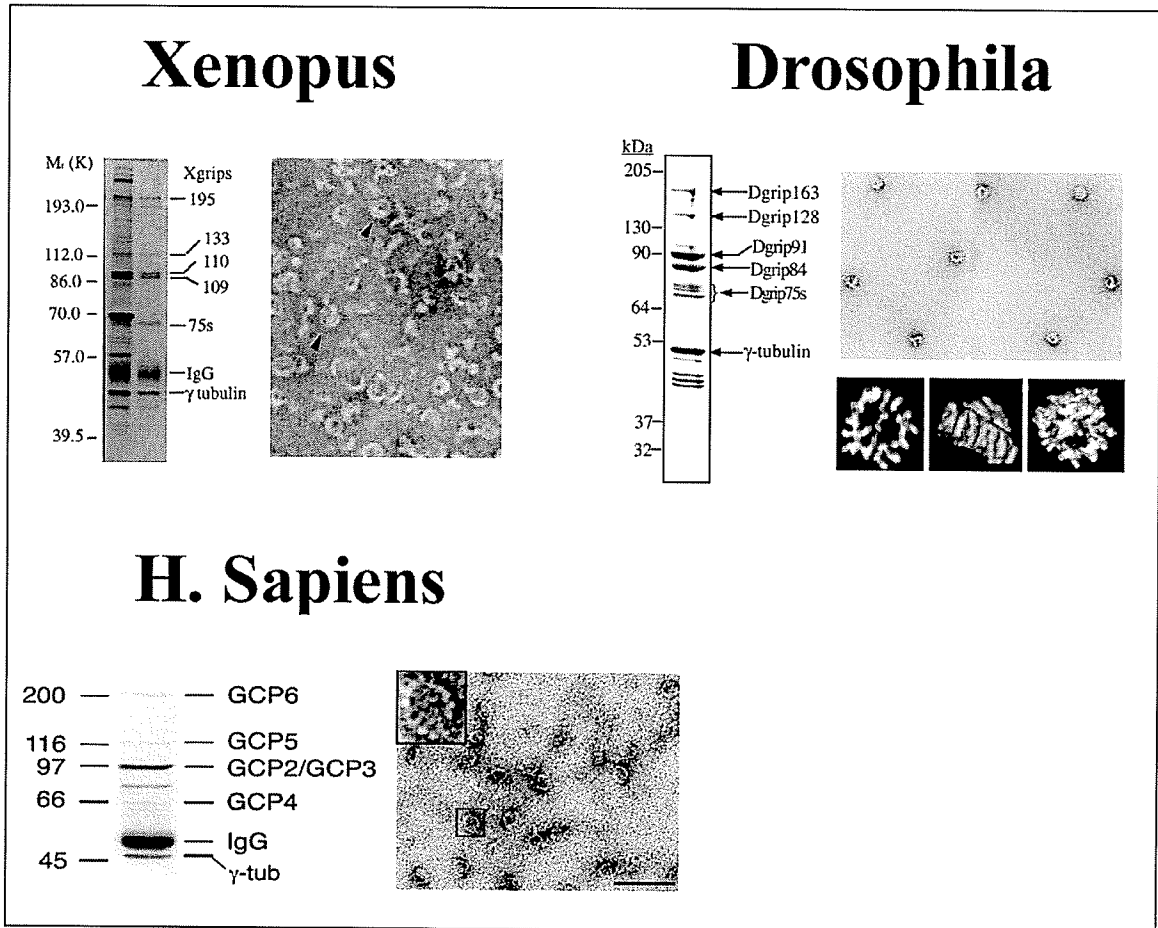 Xenopus
Mr (K)
193.0
112.0
86.0
70.0
57.0
39.5
Xgrips
195
133
110
109
75s
IgG
γ tubulin
Drosophila
kDa
205
130
90
64
53
37
32
Dgrip163
Dgrip128
Dgrip91
Dgrip84
Dgrip75s
γ-tubulin
H. Sapiens
200
116
97
66
45
GCP6
GCP5
GCP2/GCP3
GCP4
IgG
γ-tub